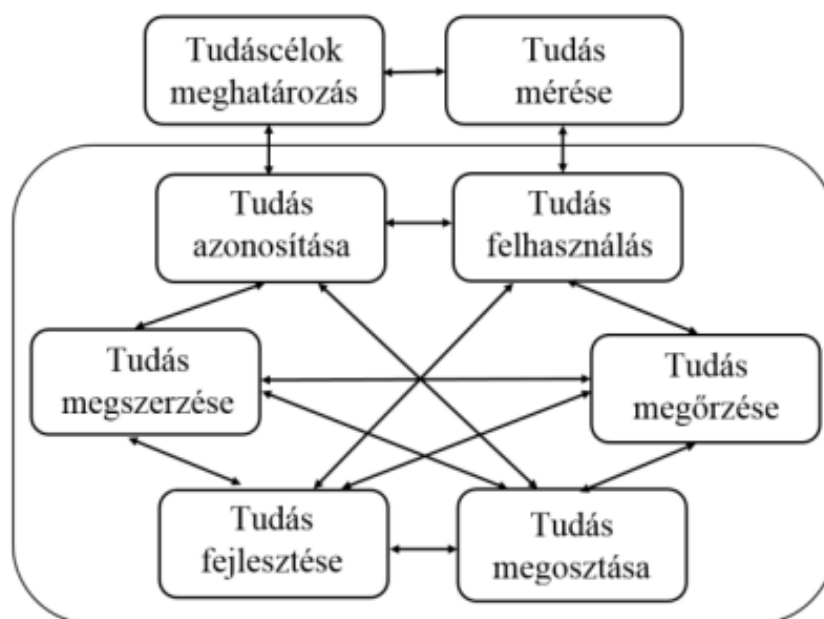 Tudáscélok
meghatározás
Tudás
mérése
Tudás
azonosítása
Tudás
felhasználás
Tudás
megszerzése
Tudás
megőrzése
Tudás
fejlesztése
Tudás
megosztása